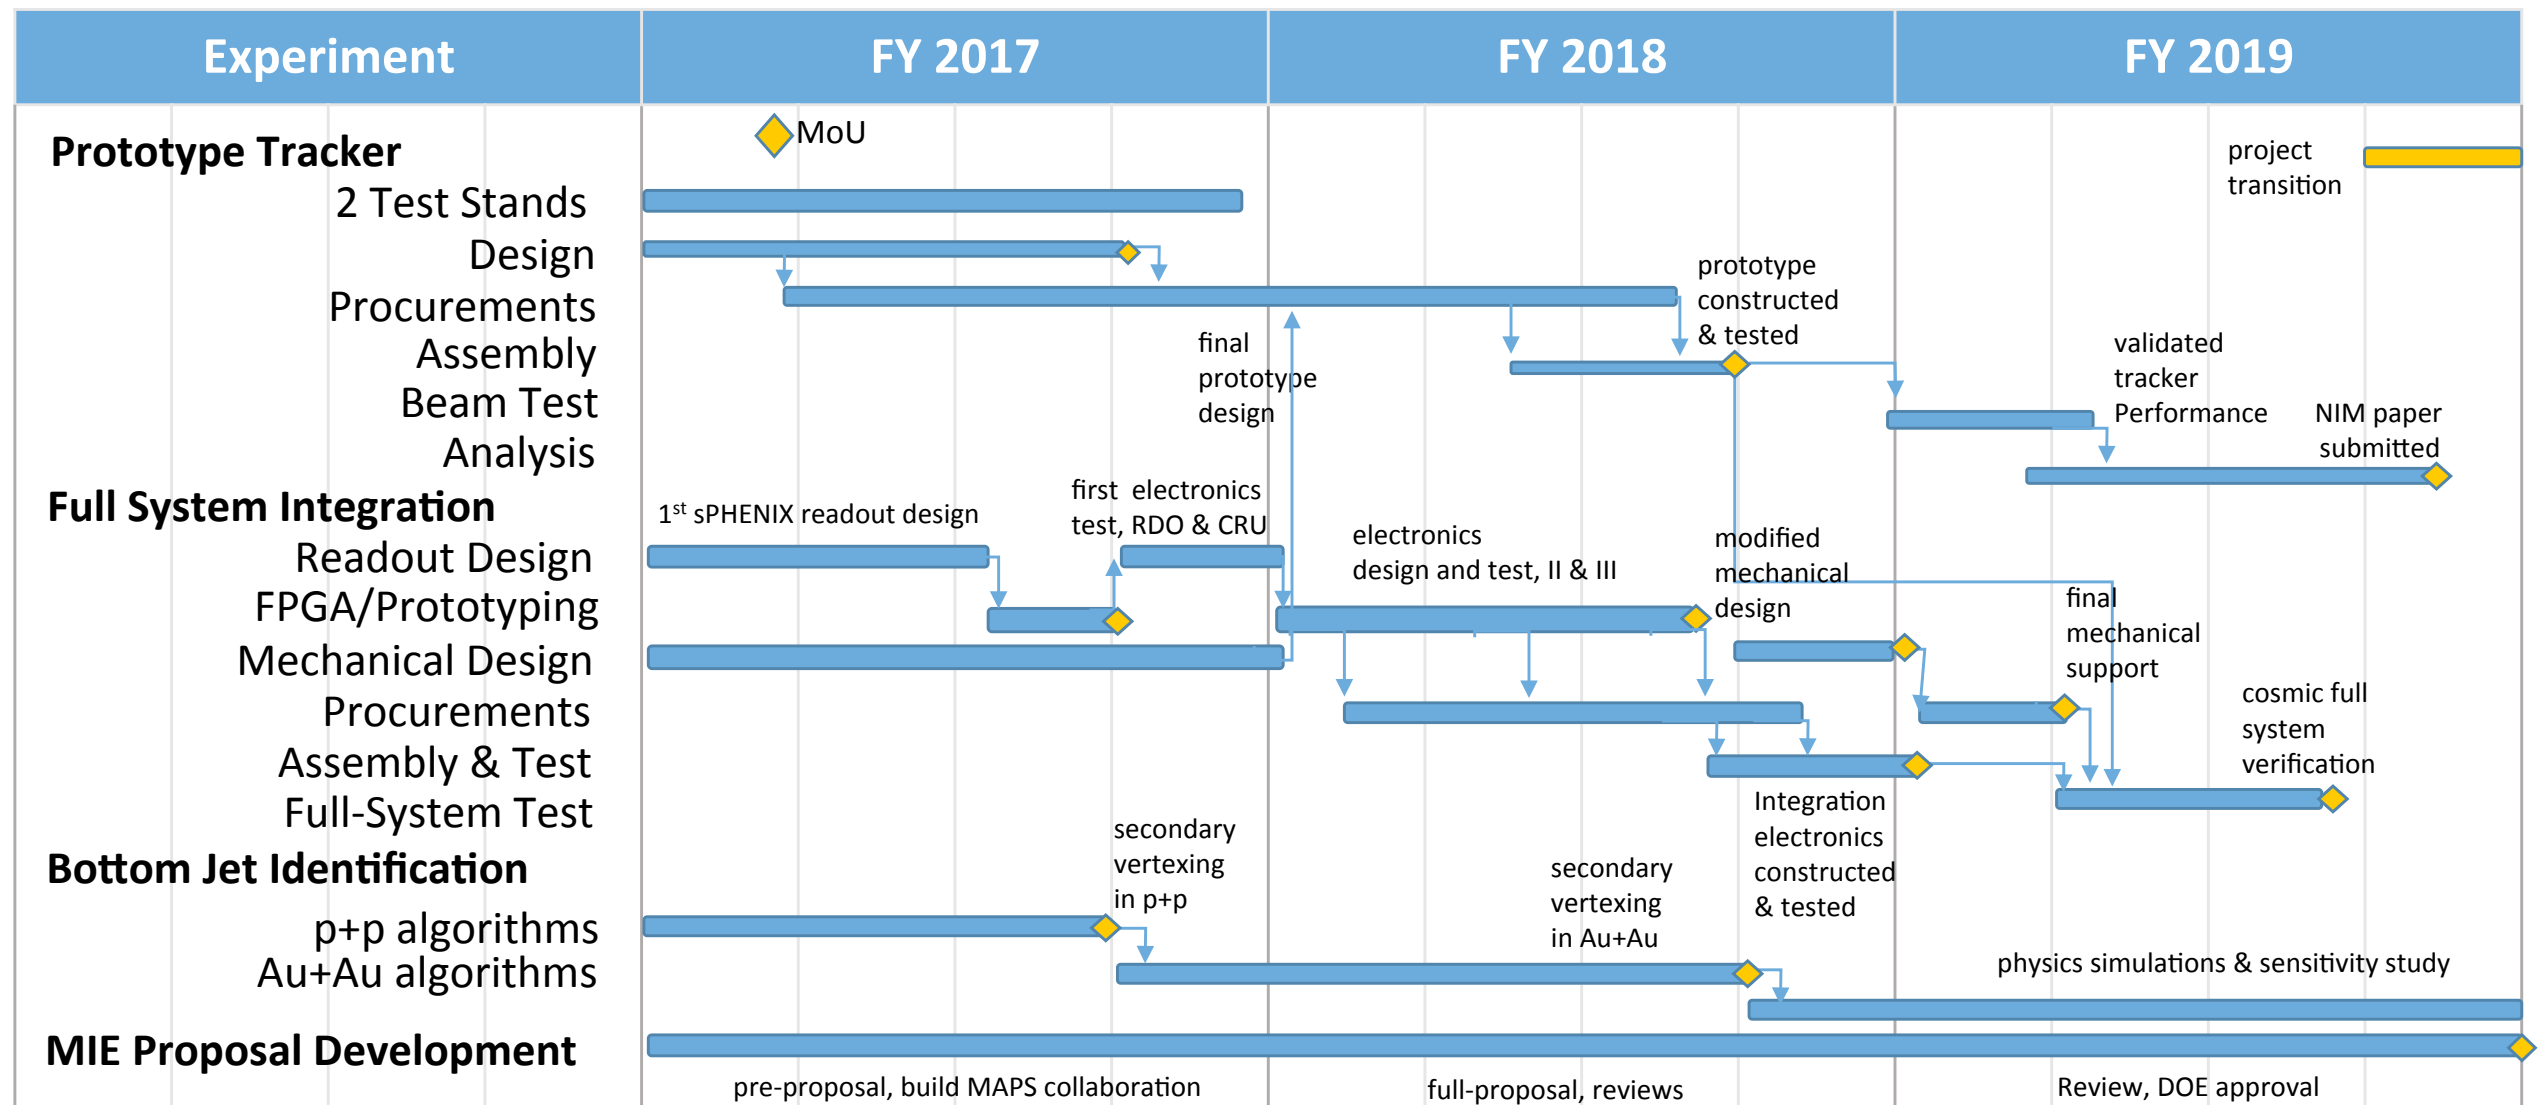 Experiment
FY 2017
FY 2018
FY 2019
Prototype Tracker
MoU
project
transition
2 Test Stands
Design
Procurements
prototype
constructed
& tested
Assembly
final
prototype
design
validated
tracker
Performance
Beam Test
NIM paper
submitted
Analysis
Full System Integration
1st sPHENIX readout design
first electronics
test, RDO & CRU
electronics
design and test, II & III
modified
mechanical
design
Readout Design
FPGA/Prototyping
final
mechanical
support
Mechanical Design
Procurements
cosmic full
system
verification
Assembly & Test
Full-System Test
Integration
electronics
constructed
& tested
Bottom Jet Identification
secondary
vertexing
in p+p
secondary
vertexing
in Au+Au
p+p algorithms
Au+Au algorithms
physics simulations & sensitivity study
MIE Proposal Development
pre-proposal, build MAPS collaboration
full-proposal, reviews
Review, DOE approval